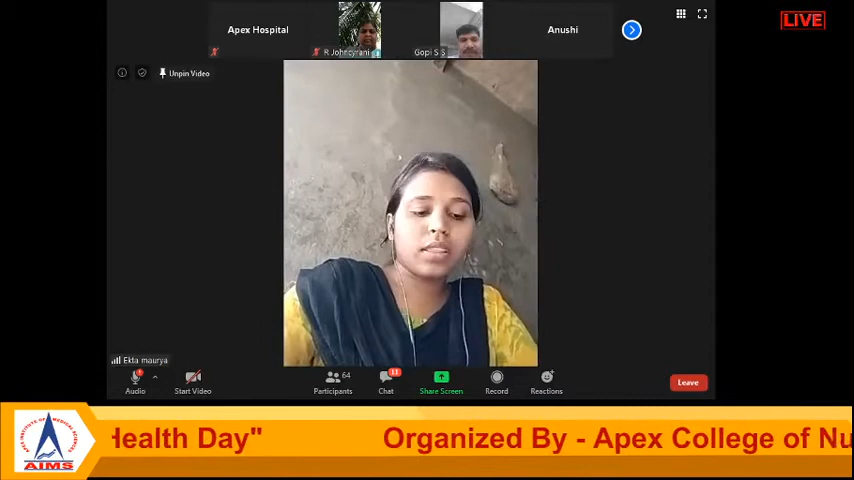 LIVE
Apex Hospital
R Johncyrani
Gopi S S
Anushi
Unpin Video
Ekta maurya
Audio
Start Video
64
Participants
11
Chat
Share Screen
Record
Reactions
Leave
Health Day"
Organized By - Apex College of Nu
AIMS